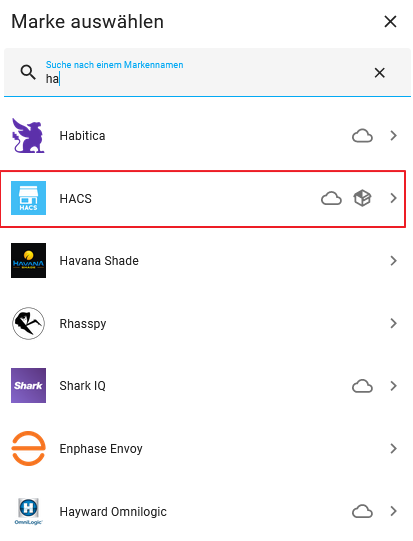 Marke auswählen
Suche nach einem Markennamen
ha
Habitica
HACS
HACS
HAVANA
SHADE
Havana Shade
Rhasspy
Shark
Shark IQ
Enphase Envoy
H
OMNILOGIC
Hayward Omnilogic